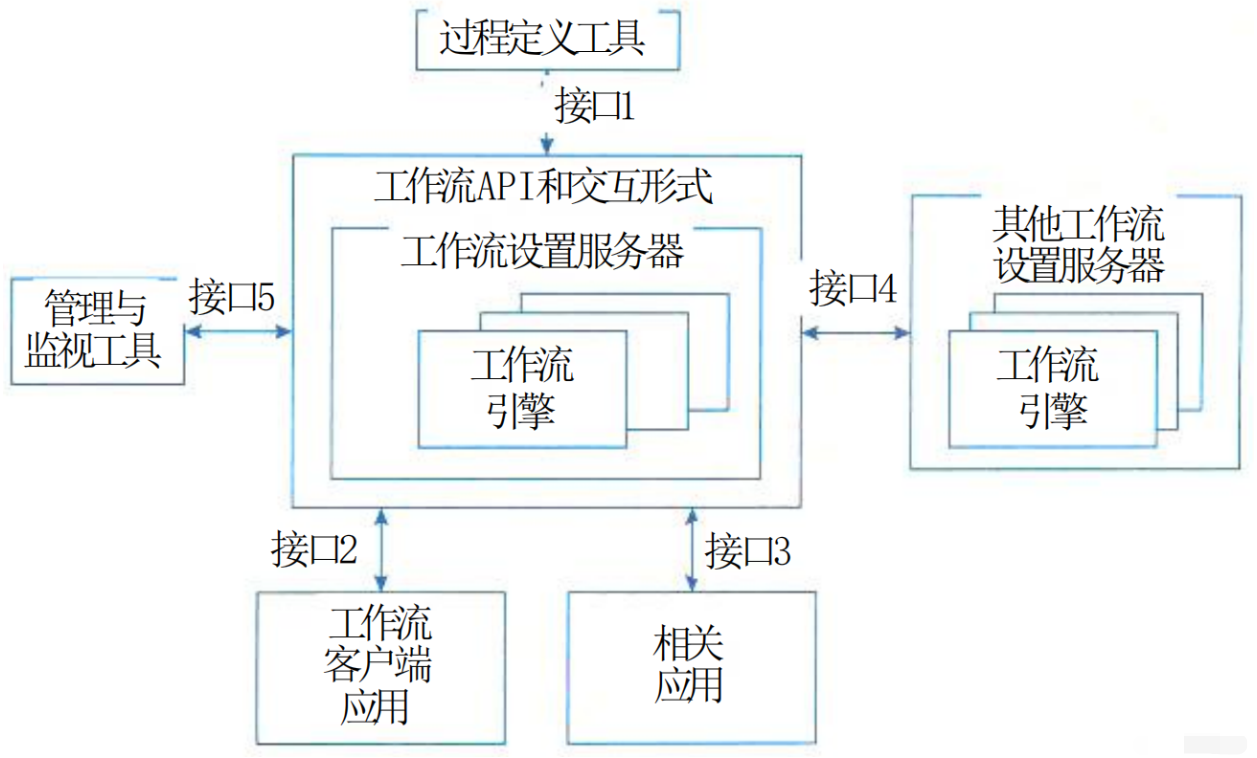 过程定义工具
接口1
工作流API和交互形式
工作流设置服务器
其他工作流
设置服务器
接口5
接口4
管理与
监视工具
工作流
引擎
工作流
引擎
接口2
接口3
工作流
客户端
应用
相关
应用